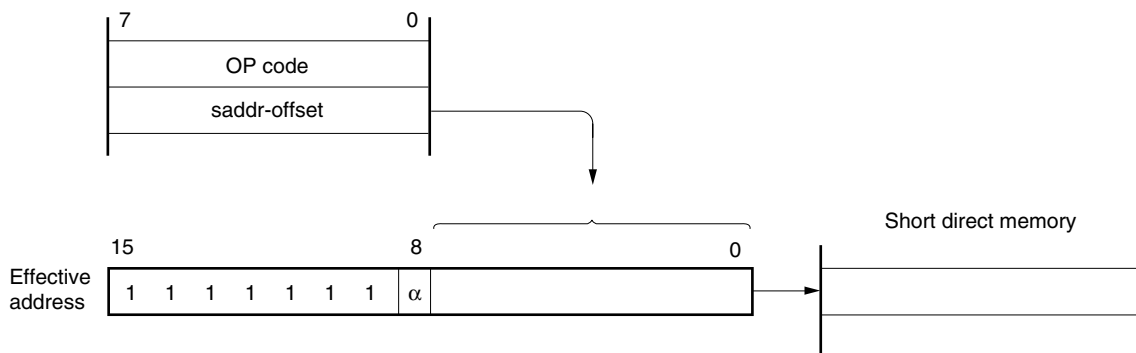 7 0
OP code
saddr-offset
Short direct memory
15 8 0
Effective
address
1 1 1 1 1 1 1 α